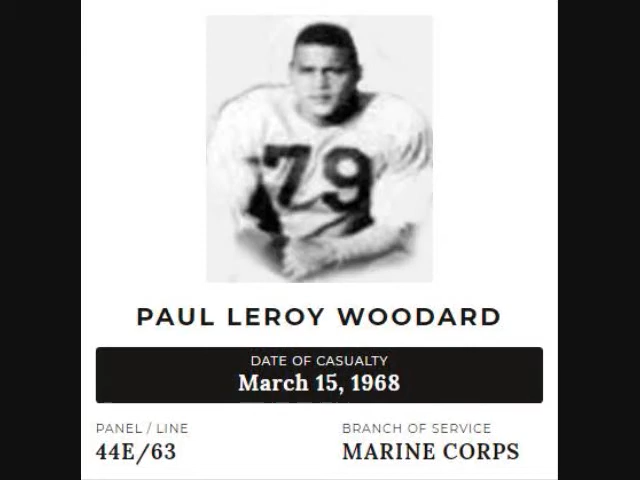 79
PAUL LEROY WOODARD
DATE OF CASUALTY
March 15, 1968
PANEL / LINE
44E/63
BRANCH OF SERVICE
MARINE CORPS